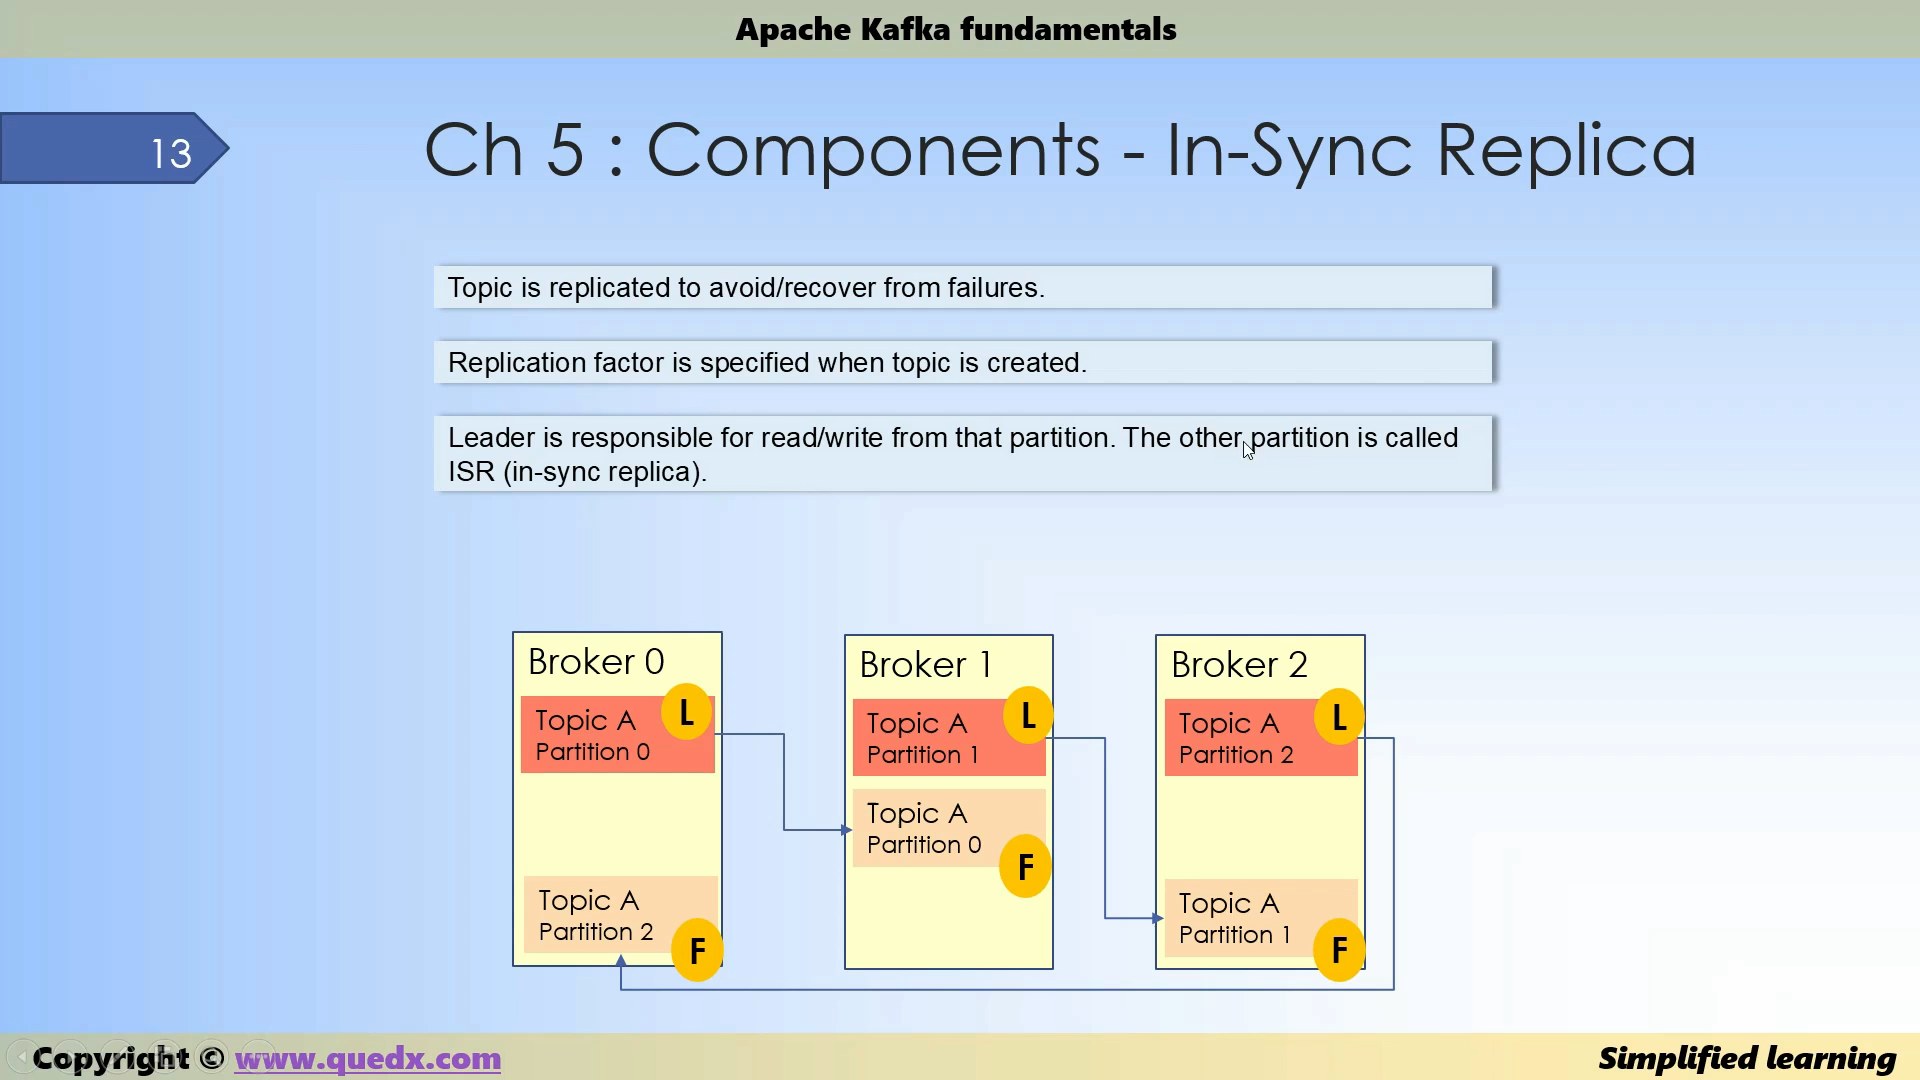 Apache Kafka fundamentals
13
Ch 5 : Components - In-Sync Replica
Topic is replicated to avoid/recover from failures.
Replication factor is specified when topic is created.
Leader is responsible for read/write from that partition. The other partition is called
ISR (in-sync replica).
Broker 0
Topic A
Partition 0
L
Topic A
Partition 2
F
Broker 1
Topic A
Partition 1
L
Topic A
Partition 0
F
Broker 2
Topic A
Partition 2
L
Topic A
Partition 1
F
Copyright © www.quedx.com
Simplified learning